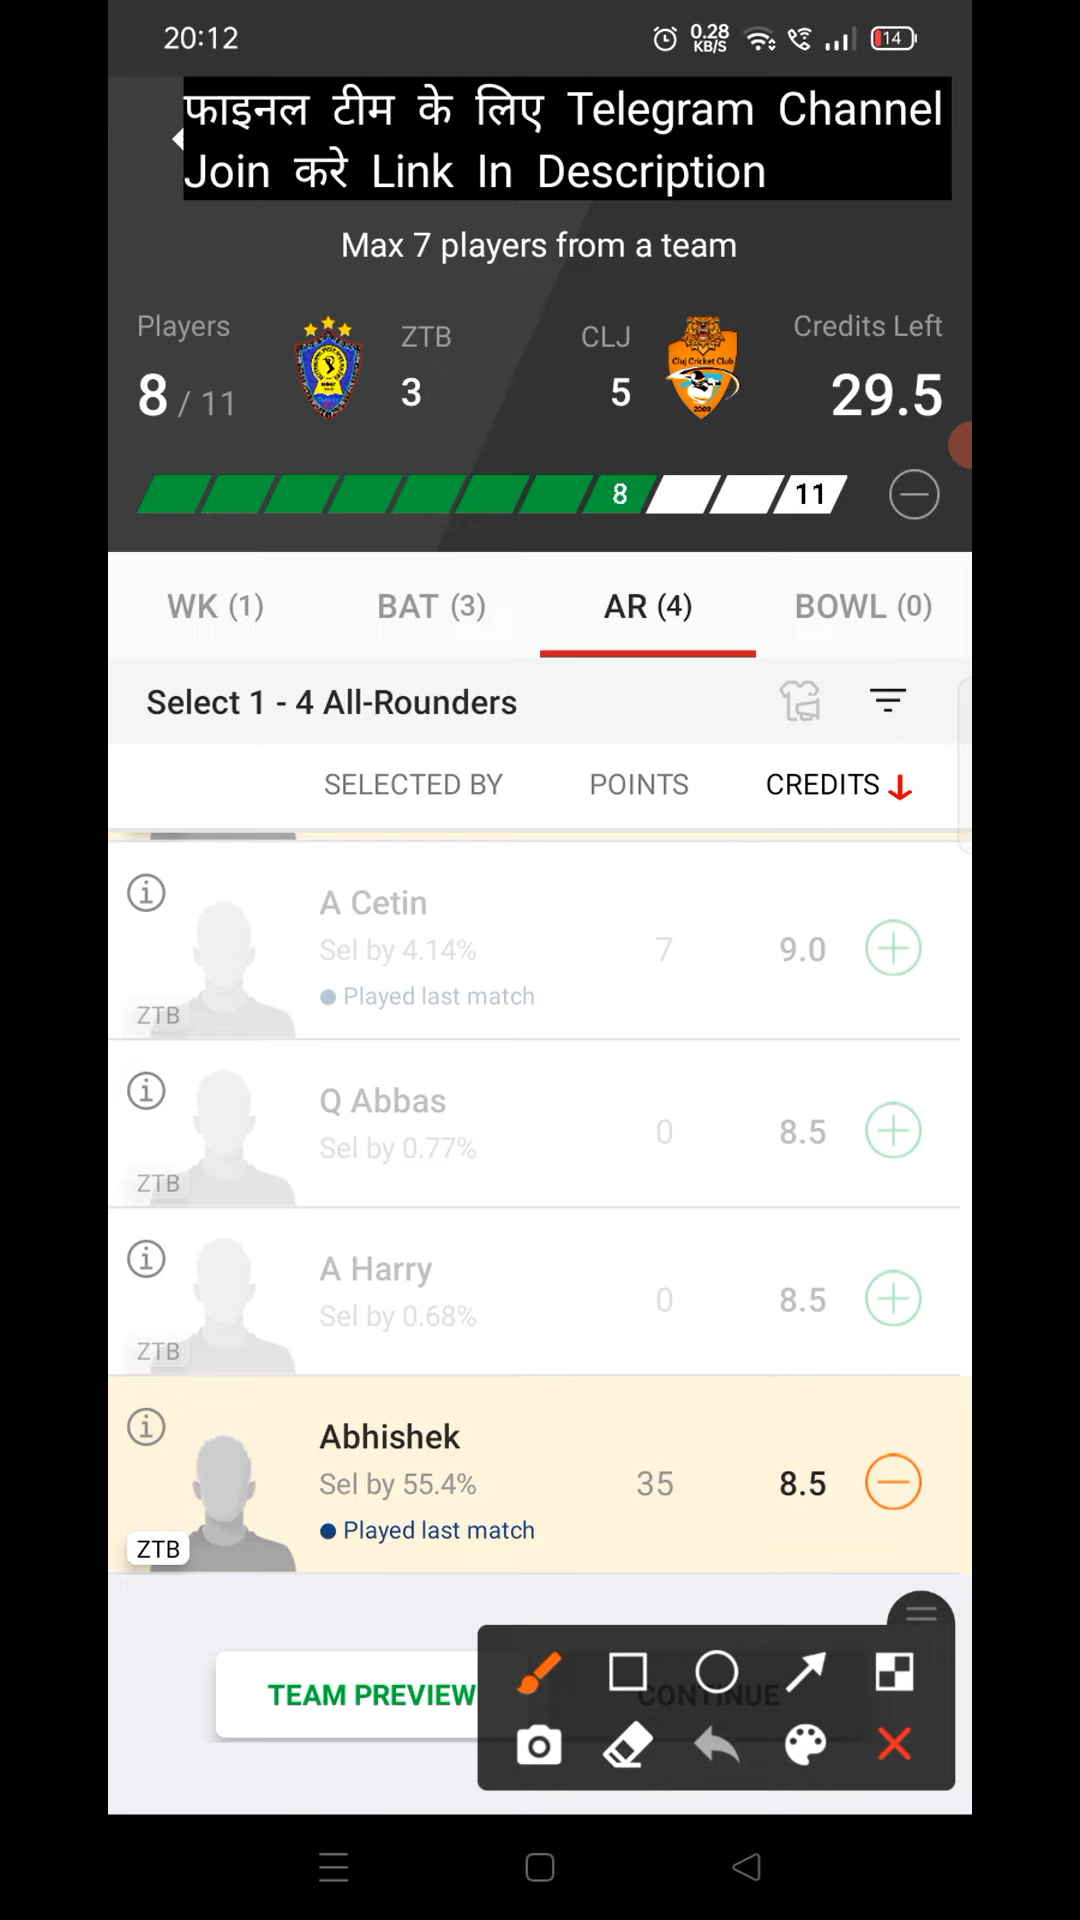 20:12
0.28
KB/S
14
फाइनल टीम के लिए Telegram Channel
Join करे Link In Description
Max 7 players from a team
Players ZTB CLJ Credits Left
8 / 11 3 5 29.5
Cluj Cricket Club
2003
8 11
WK (1) BAT (3) AR (4) BOWL (0)
Select 1 - 4 All-Rounders
SELECTED BY POINTS CREDITS
A Cetin
Sel by 4.14% 7 9.0
Played last match
ZTB
Q Abbas
Sel by 0.77% 0 8.5
ZTB
A Harry
Sel by 0.68% 0 8.5
ZTB
Abhishek
Sel by 55.4% 35 8.5
Played last match
ZTB
TEAM PREVIEW CONTINUE